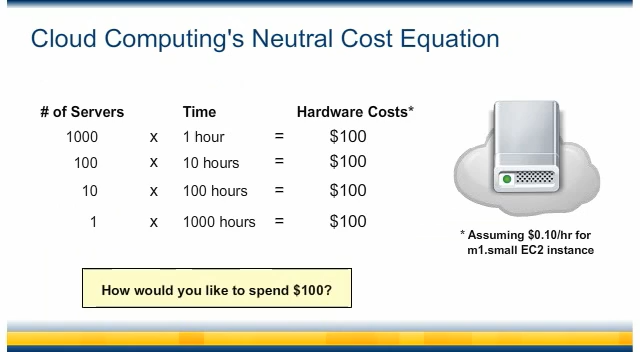 Cloud Computing's Neutral Cost Equation
# of Servers Time Hardware Costs*
1000 x 1 hour = $100
100 x 10 hours = $100
10 x 100 hours = $100
1 x 1000 hours = $100
* Assuming $0.10/hr for
m1.small EC2 instance
How would you like to spend $100?